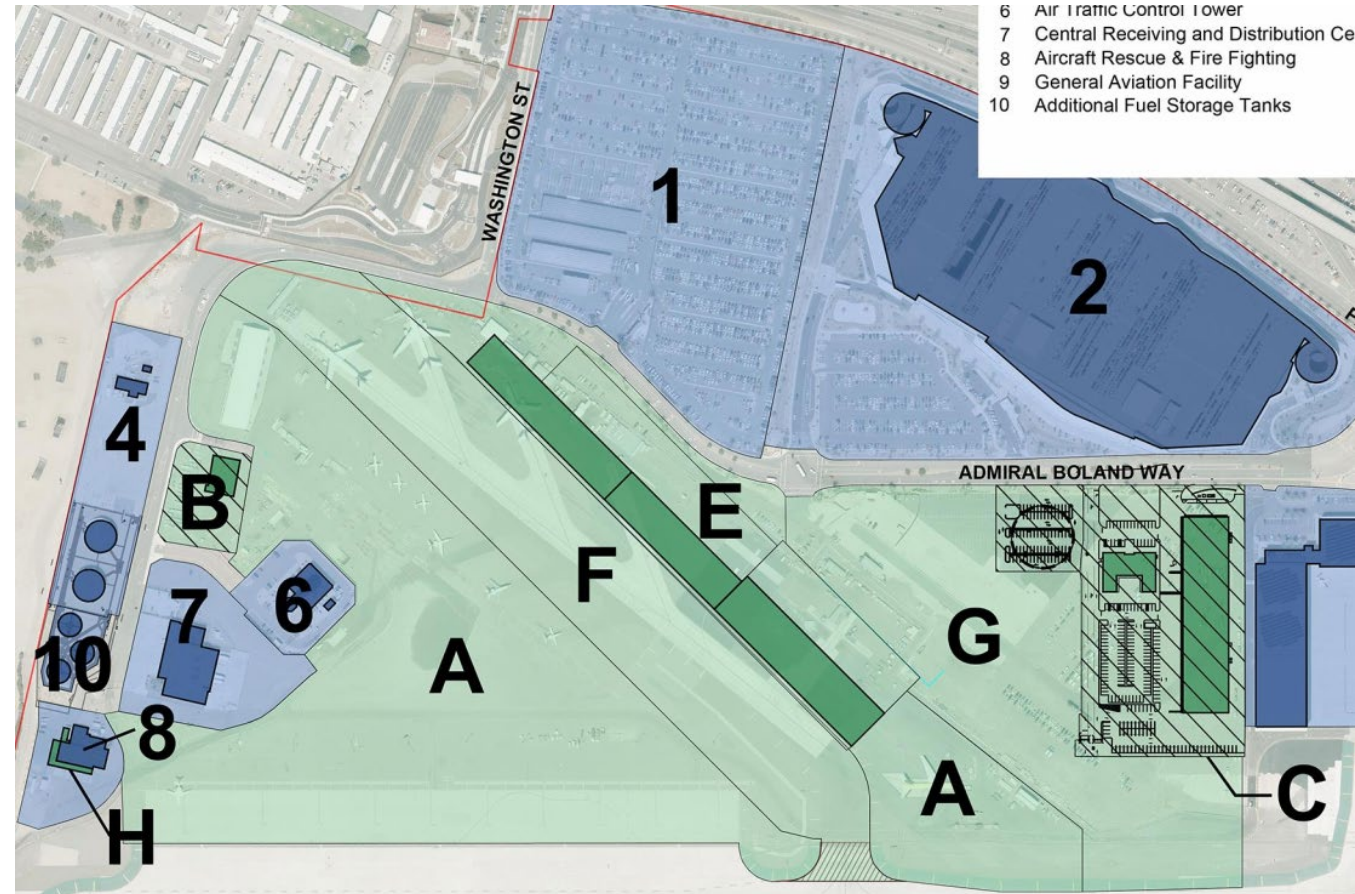 6 Air Traffic Control Tower
7 Central Receiving and Distribution Ce
8 Aircraft Rescue & Fire Fighting
9 General Aviation Facility
10 Additional Fuel Storage Tanks
WASHINGTON ST
1
2
4
ADMIRAL BOLAND WAY
B
E
F
6
7
G
10
A
8
A
C
H